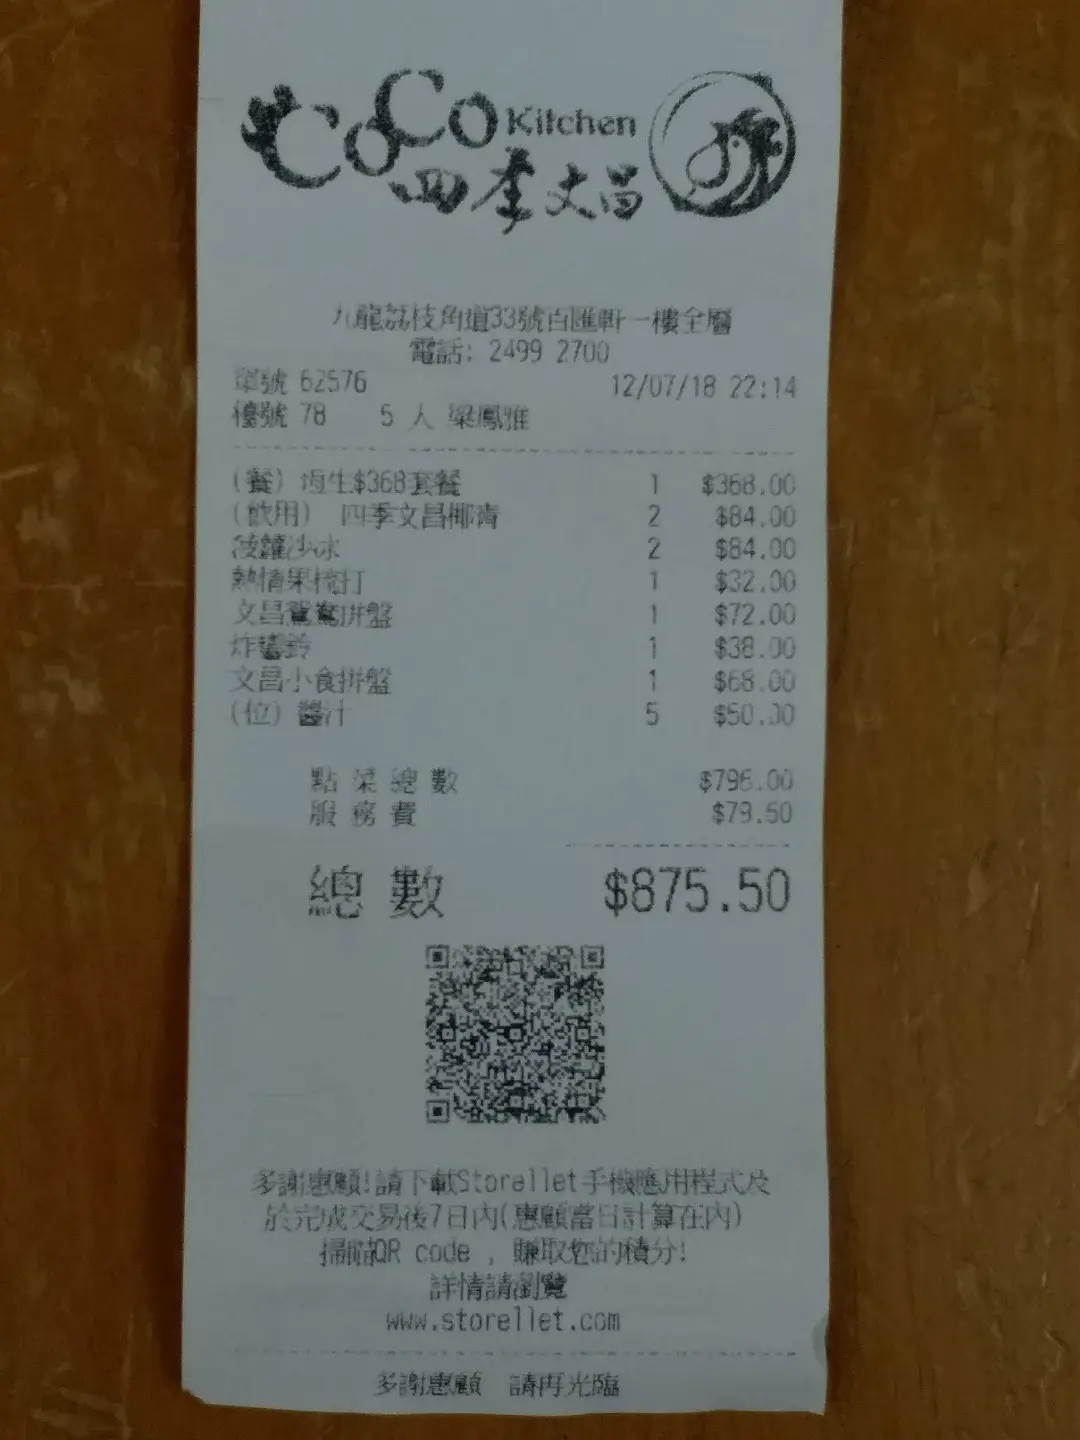 CoCo Kitchen
四季文昌
九龍荔枝角道33號百匯軒一樓全層
電話: 2499 2700
單號 62576 12/07/18 22:14
檯號 78 5 人 梁鳳雅
(餐) 恆生$368套餐 1 $368.00
(飲用) 四季文昌椰青 2 $84.00
菠蘿沙冰 2 $84.00
熱情果梳打 1 $32.00
文昌鴛鴦拼盤 1 $72.00
炸響鈴 1 $38.00
文昌小食拼盤 1 $68.00
(位) 醬汁 5 $50.00
點菜總數 $796.00
服務費 $79.50
總數 $875.50
多謝惠顧!請下載Storellet手機應用程式及
於完成交易後7日內(惠顧當日計算在內)
掃瞄QR code , 賺取您的積分!
詳情請瀏覽
www.storellet.com
多謝惠顧 請再光臨